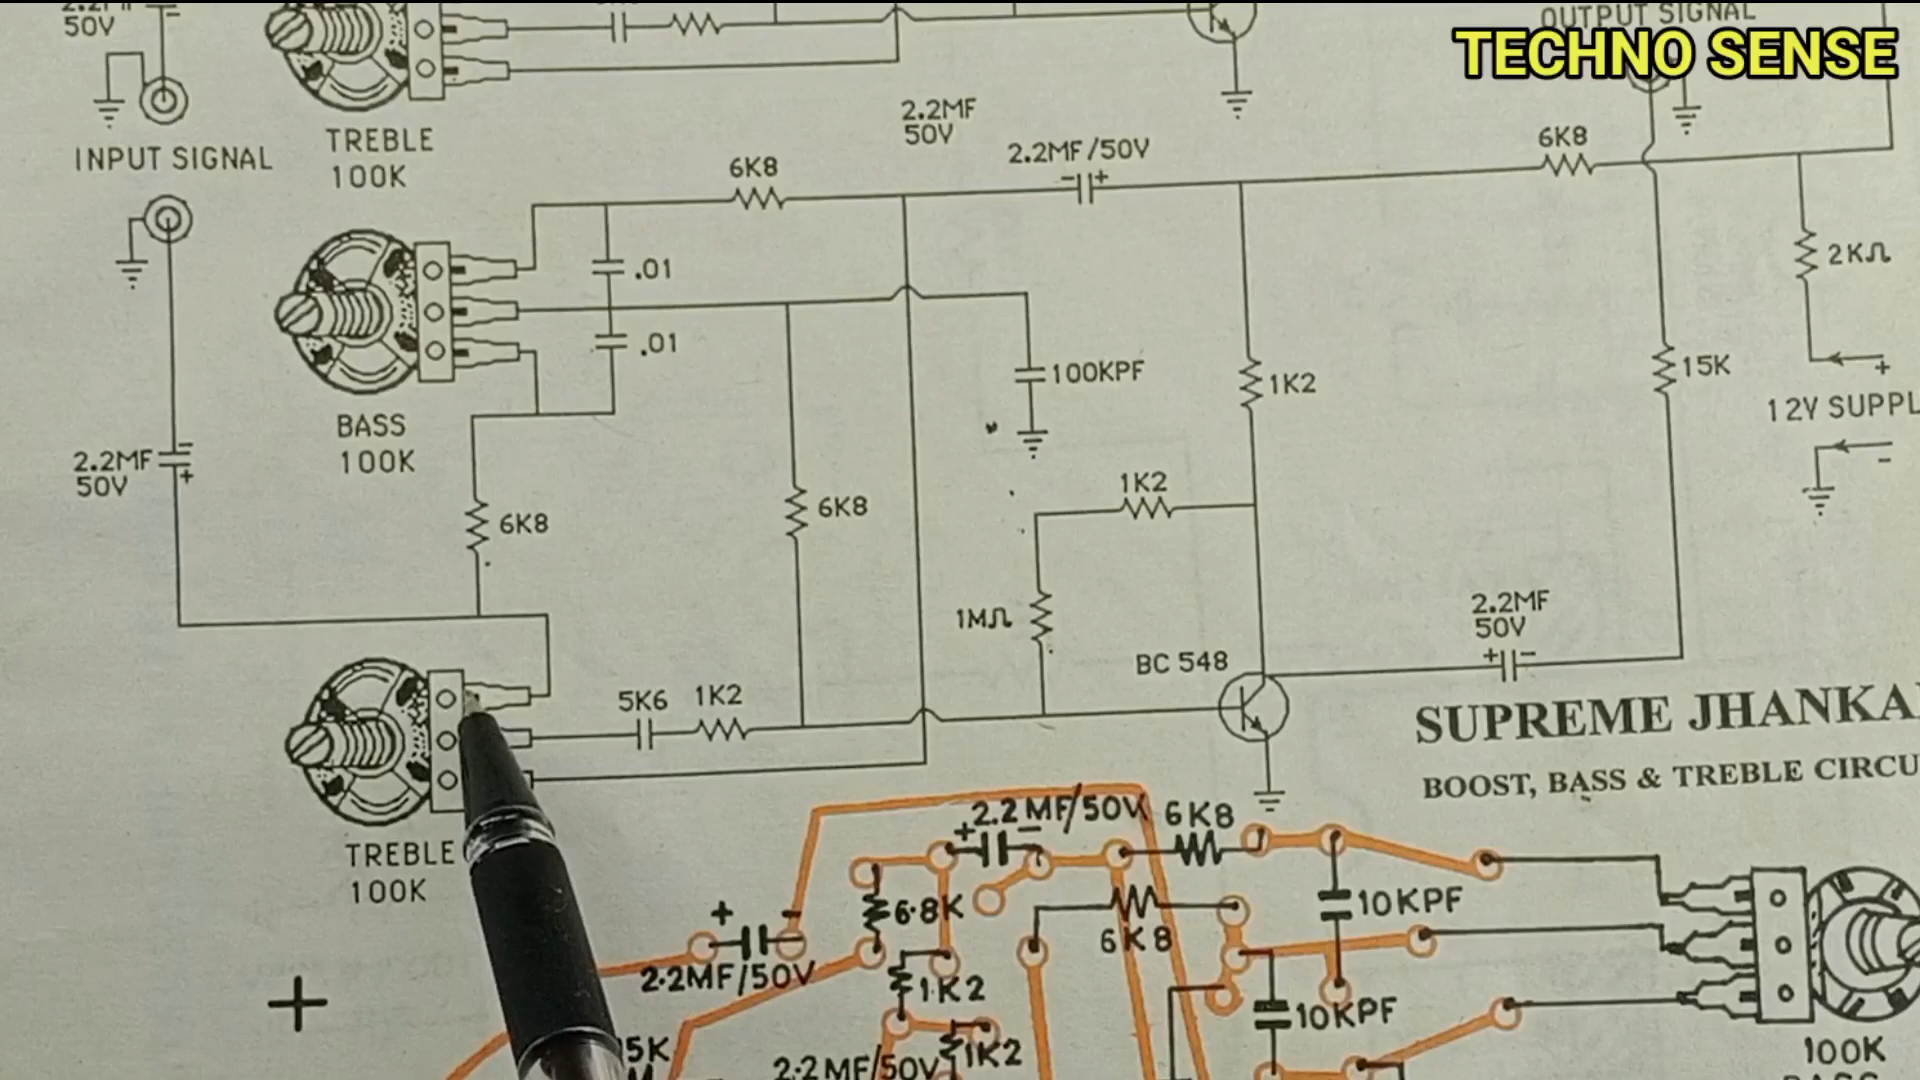 50V
OUTPUT SIGNAL
TECHNO SENSE
TREBLE
100K
INPUT SIGNAL
2.2MF
50V
2.2MF/50V
6K8
6K8
.01
.01
2KΩ
BASS
100K
100KPF
1K2
15K
12V SUPPL
+
-
2.2MF
50V
6K8
6K8
1K2
1MΩ
BC 548
2.2MF
50V
5K6
1K2
TREBLE
100K
SUPREME JHANKA
BOOST, BASS & TREBLE CIRCU
2.2MF/50V
6K8
6.8K
6K8
10KPF
2.2MF/50V
1K2
10KPF
5K
1K2
2.2MF/50V
100K